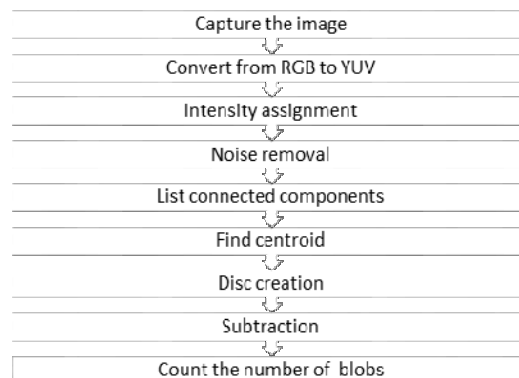 Capture the image
Convert from RGB to YUV
Intensity assignment
Noise removal
List connected components
Find centroid
Disc creation
Subtraction
Count the number of blobs